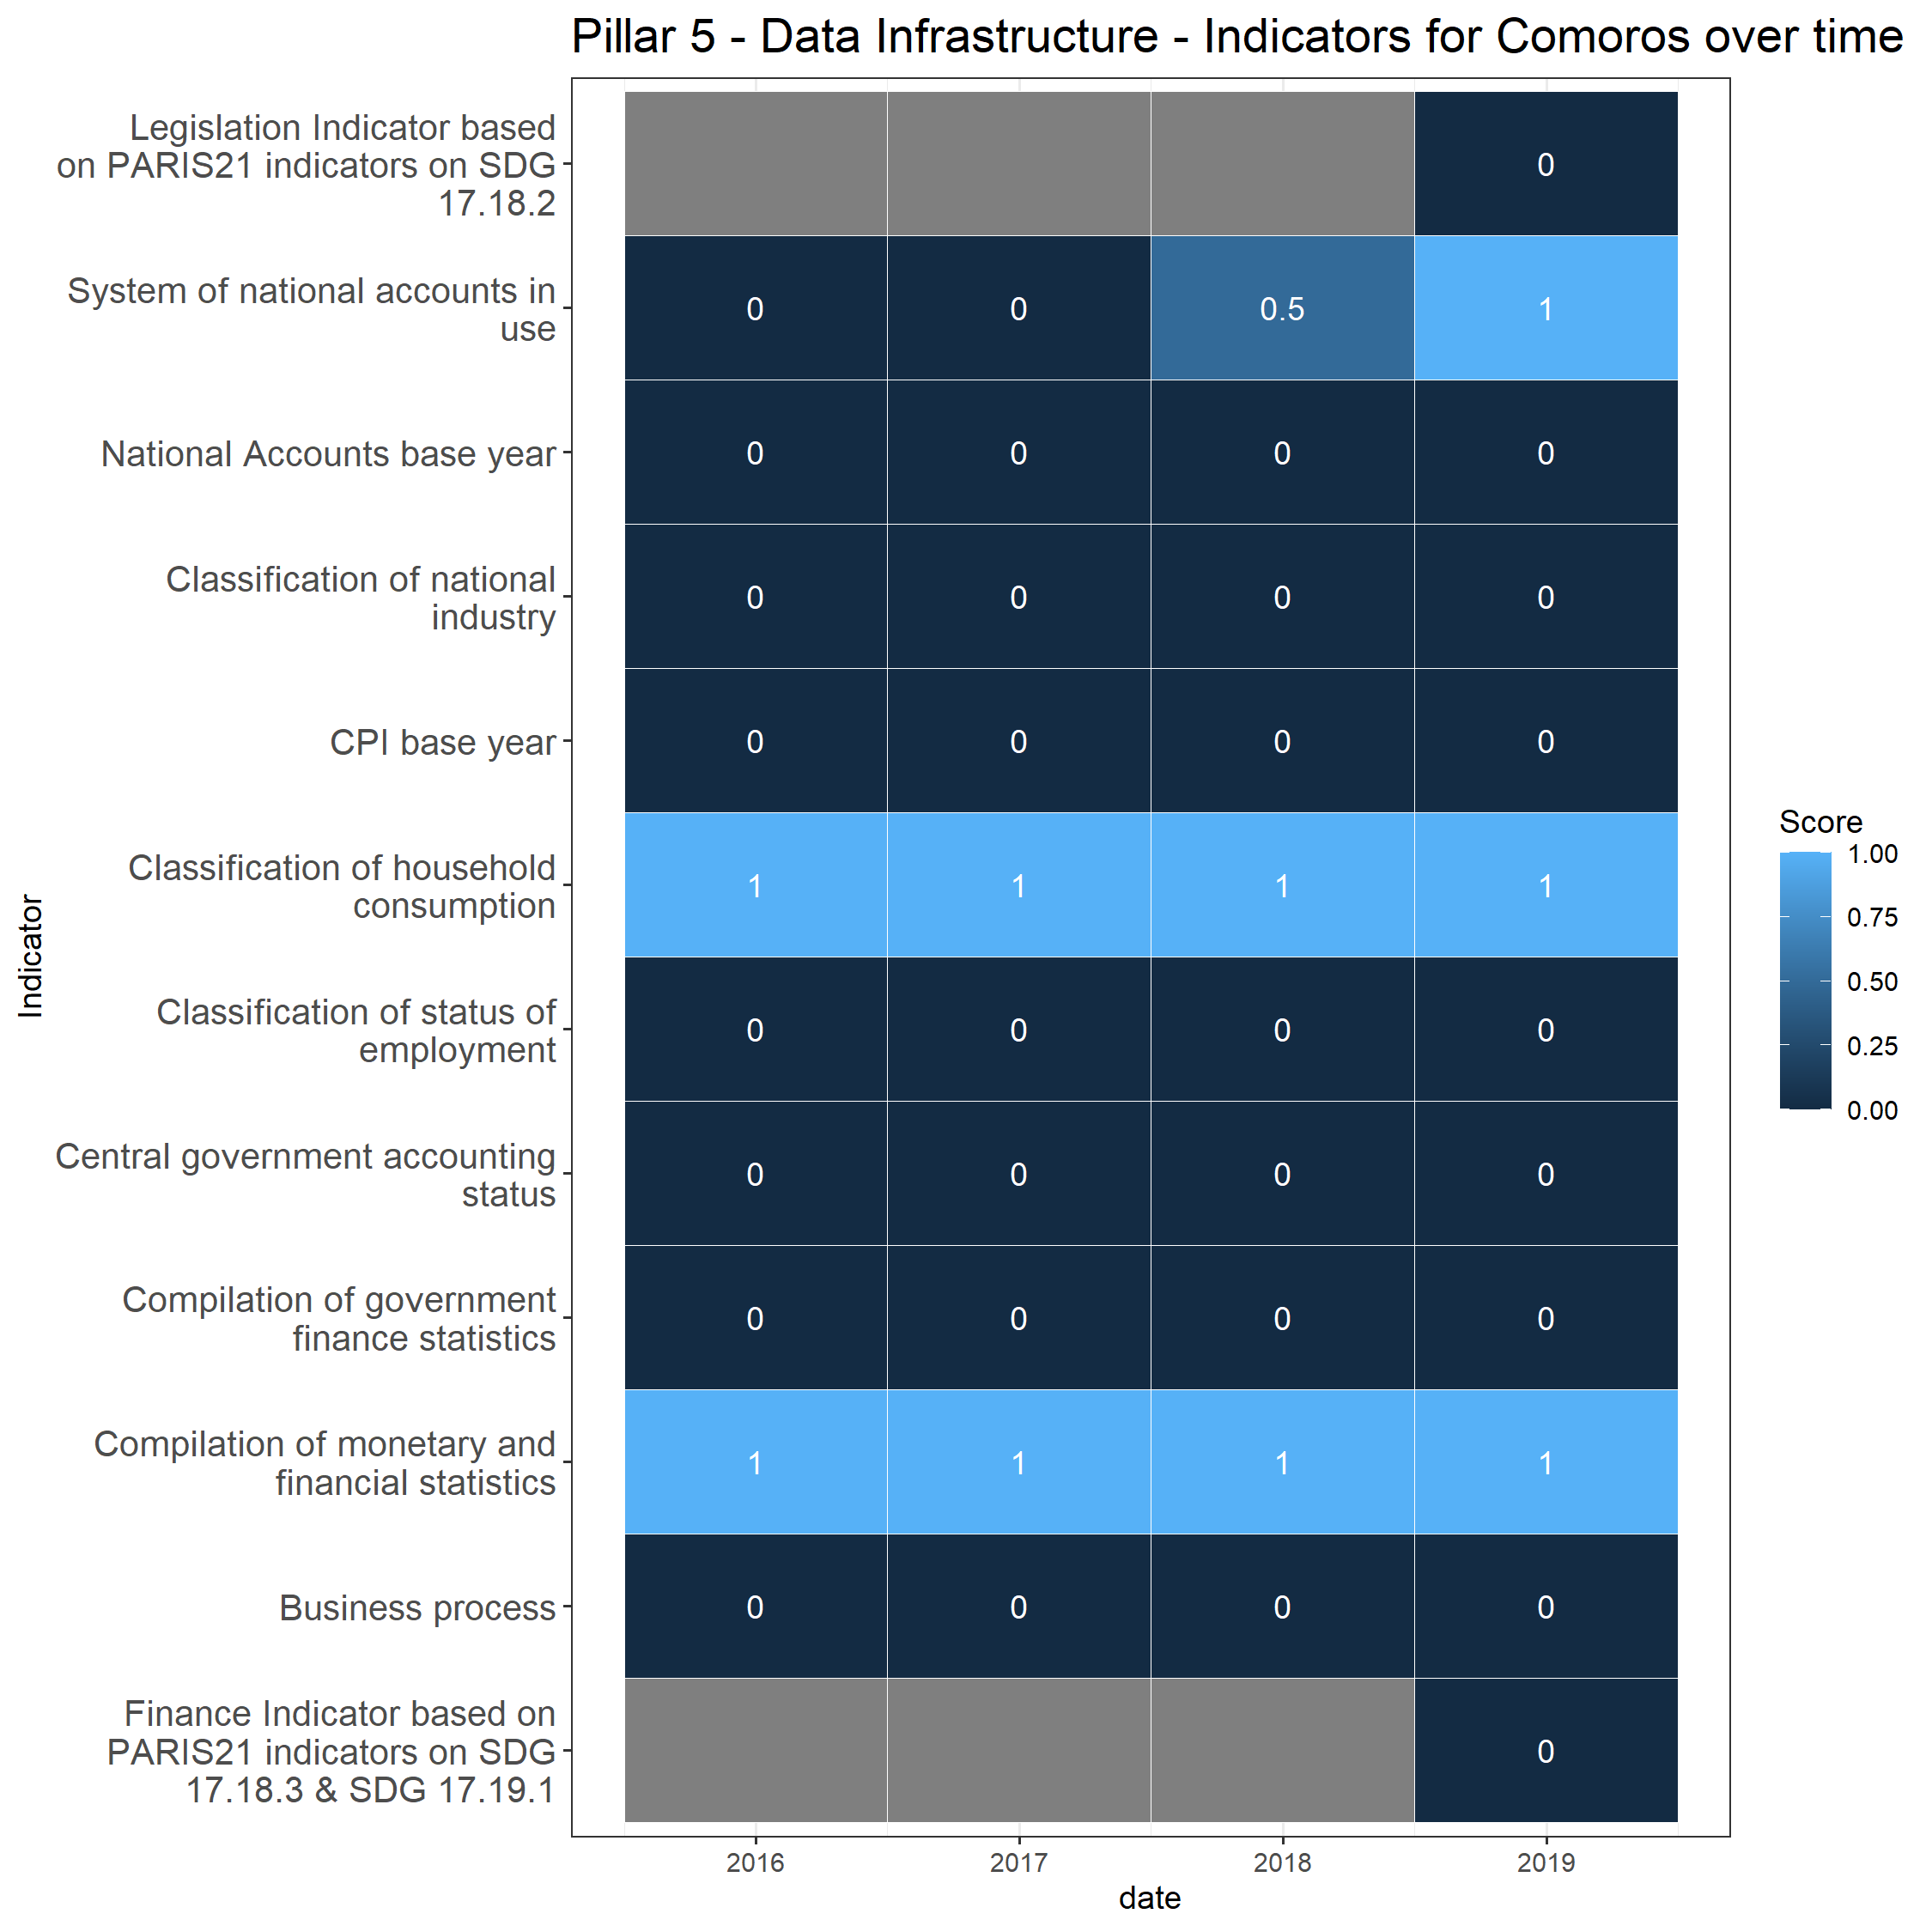 Pillar 5 - Data Infrastructure - Indicators for Comoros over time
Indicator
Legislation Indicator based
on PARIS21 indicators on SDG
17.18.2
0
System of national accounts in
use
0 0 0.5 1
National Accounts base year
0 0 0 0
Classification of national
industry
0 0 0 0
CPI base year
0 0 0 0
Classification of household
consumption
1 1 1 1
Classification of status of
employment
0 0 0 0
Central government accounting
status
0 0 0 0
Compilation of government
finance statistics
0 0 0 0
Compilation of monetary and
financial statistics
1 1 1 1
Business process
0 0 0 0
Finance Indicator based on
PARIS21 indicators on SDG
17.18.3 & SDG 17.19.1
0
2016 2017 2018 2019
date
Score
1.00
0.75
0.50
0.25
0.00